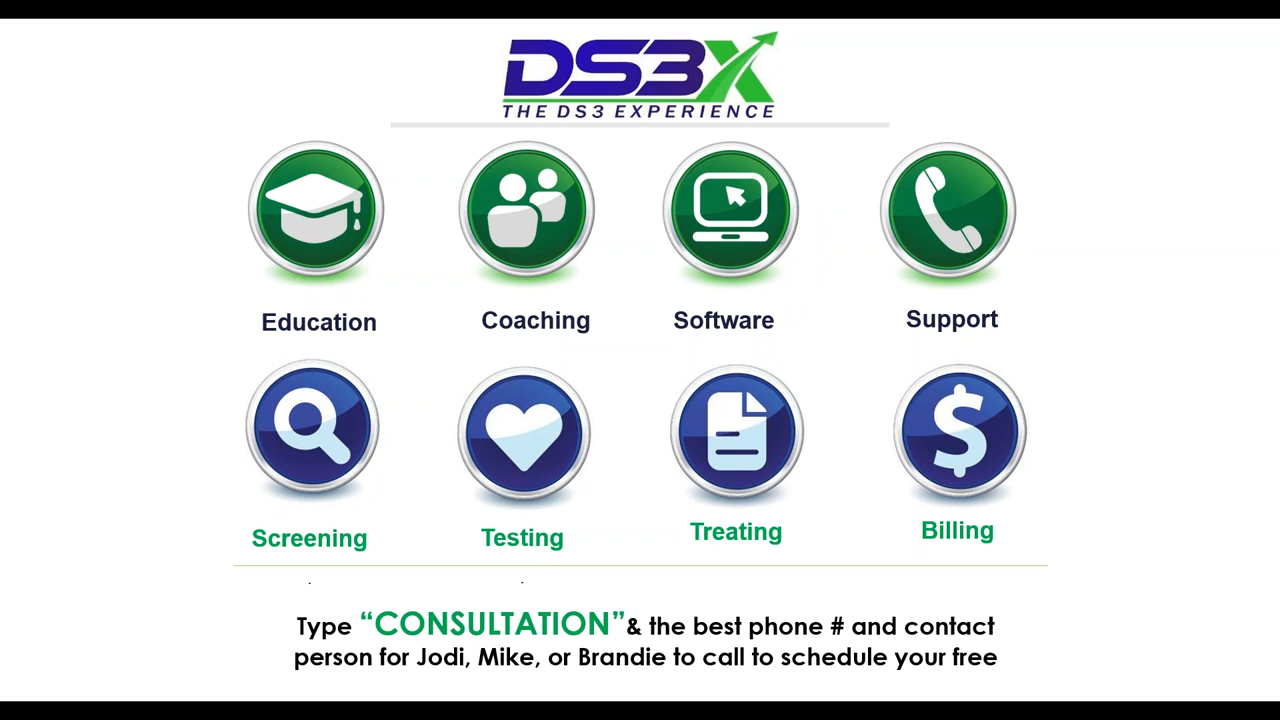 DS3X
THE DS3 EXPERIENCE
Education Coaching Software Support
Screening Testing Treating Billing
Type “CONSULTATION”& the best phone # and contact
person for Jodi, Mike, or Brandie to call to schedule your free